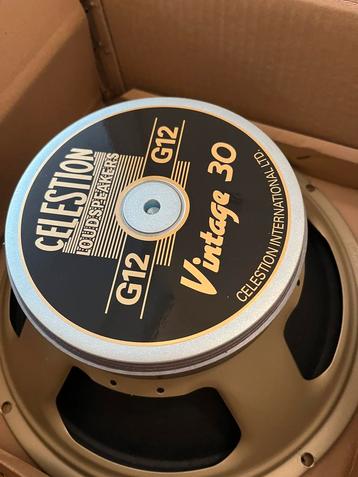 CELESTION
LOUDSPEAKERS
G12
G12
Vintage 30
CELESTION INTERNATIONAL LTD.